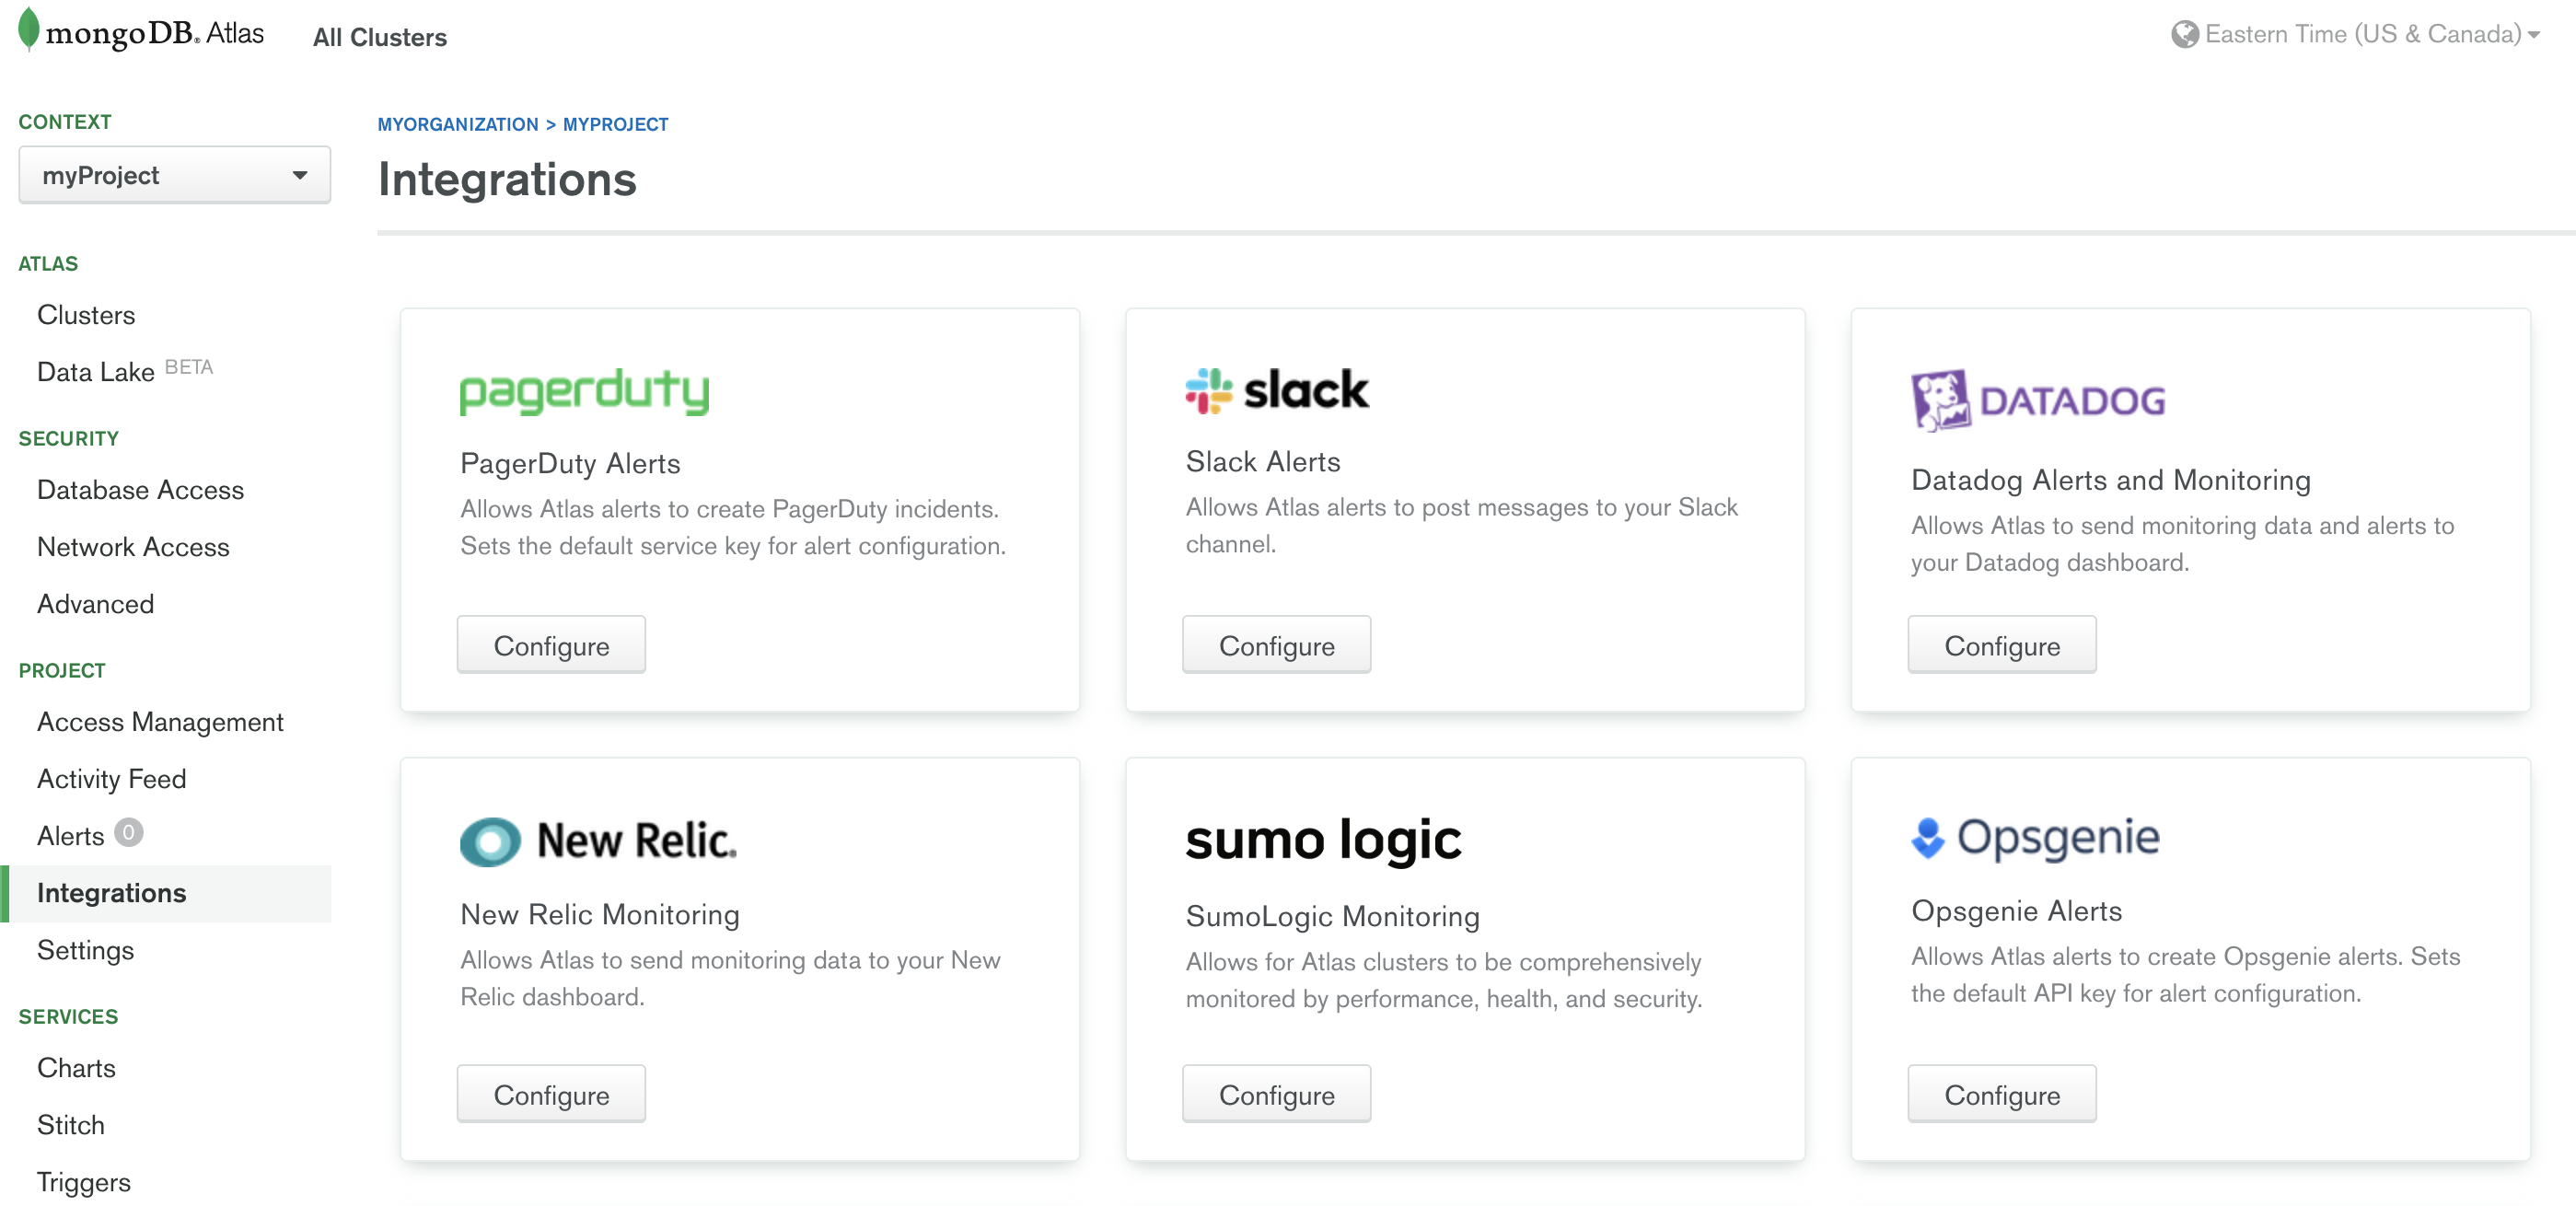 mongoDB. Atlas
All Clusters
Eastern Time (US & Canada)
CONTEXT
myProject
ATLAS
Clusters
Data Lake BETA
SECURITY
Database Access
Network Access
Advanced
PROJECT
Access Management
Activity Feed
Alerts 0
Integrations
Settings
SERVICES
Charts
Stitch
Triggers
MYORGANIZATION > MYPROJECT
Integrations
pagerduty
PagerDuty Alerts
Allows Atlas alerts to create PagerDuty incidents.
Sets the default service key for alert configuration.
Configure
slack
Slack Alerts
Allows Atlas alerts to post messages to your Slack
channel.
Configure
DATADOG
Datadog Alerts and Monitoring
Allows Atlas to send monitoring data and alerts to
your Datadog dashboard.
Configure
New Relic.
New Relic Monitoring
Allows Atlas to send monitoring data to your New
Relic dashboard.
Configure
sumo logic
SumoLogic Monitoring
Allows for Atlas clusters to be comprehensively
monitored by performance, health, and security.
Configure
Opsgenie
Opsgenie Alerts
Allows Atlas alerts to create Opsgenie alerts. Sets
the default API key for alert configuration.
Configure